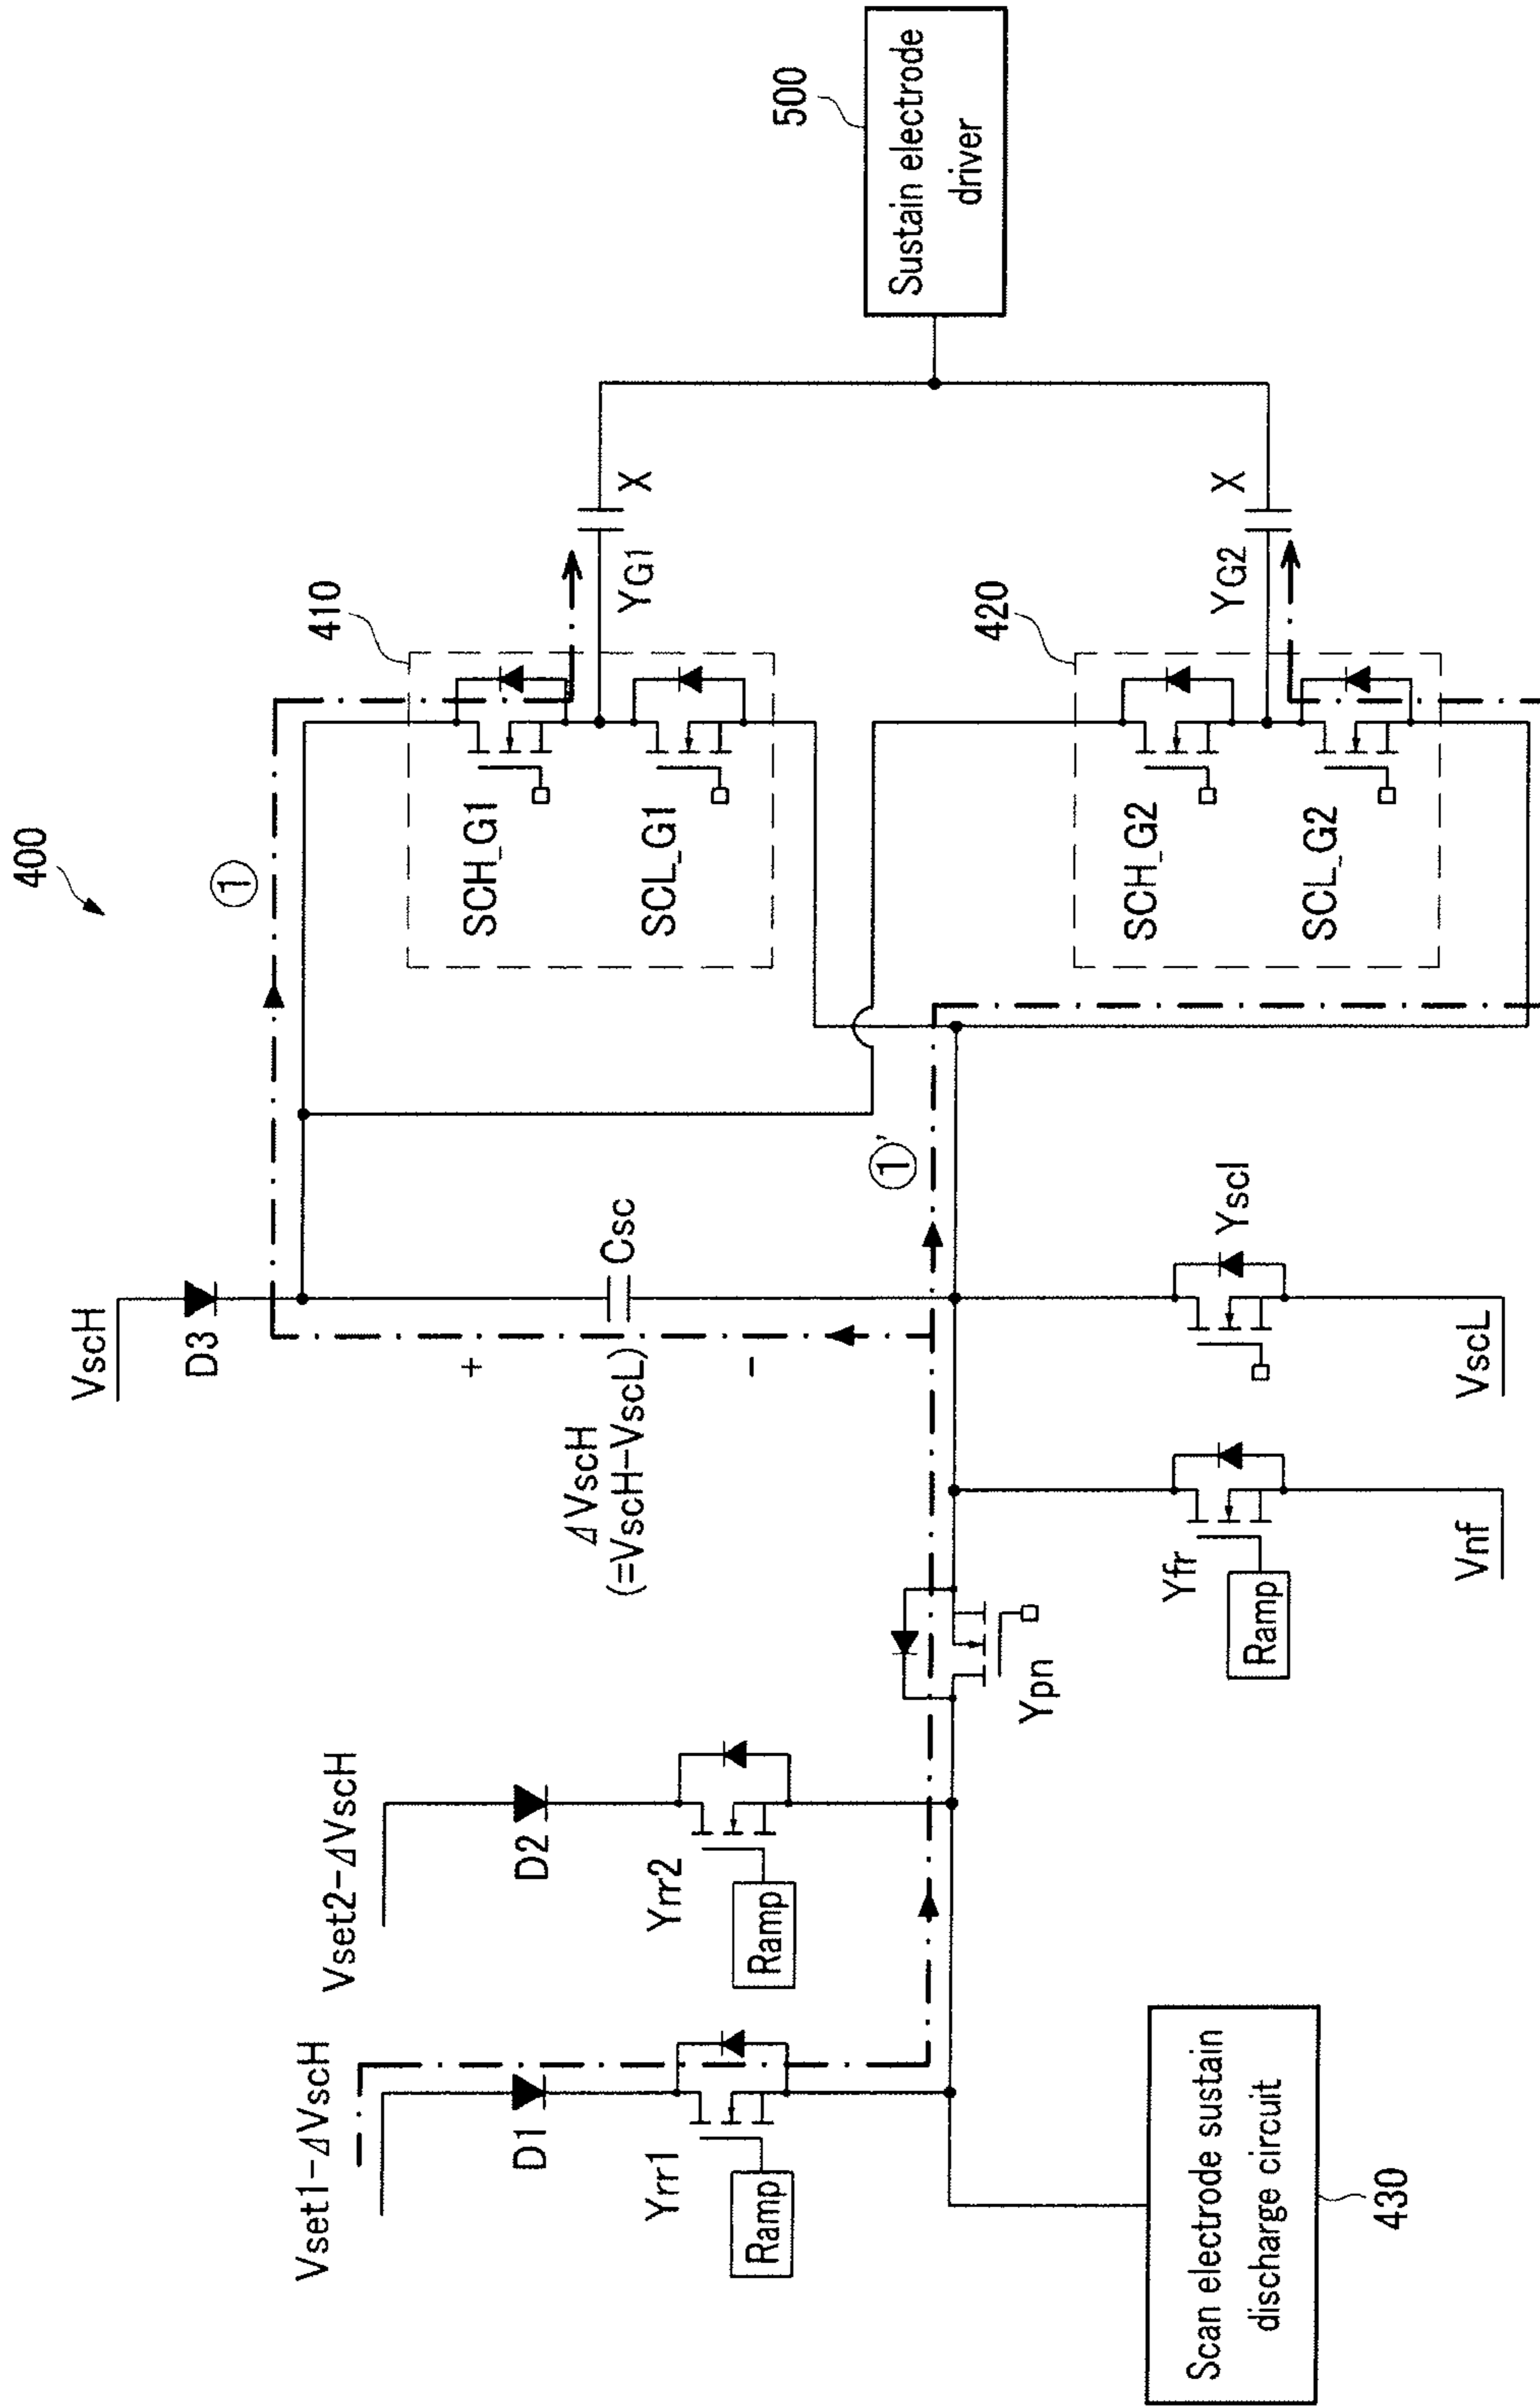 400
VscH
D3
Vset1-ΔVscH
Vset2-ΔVscH
D1
D2
Yrr1
Yrr2
Ramp
Ramp
ΔVscH
(=VscH-VscL)
+
-
Csc
①
①'
410
SCH_G1
SCL_G1
YG1
X
420
SCH_G2
SCL_G2
YG2
X
500
Sustain electrode
driver
Ypn
Yfr
Ramp
Vnf
Yscl
VscL
Scan electrode sustain
discharge circuit
430